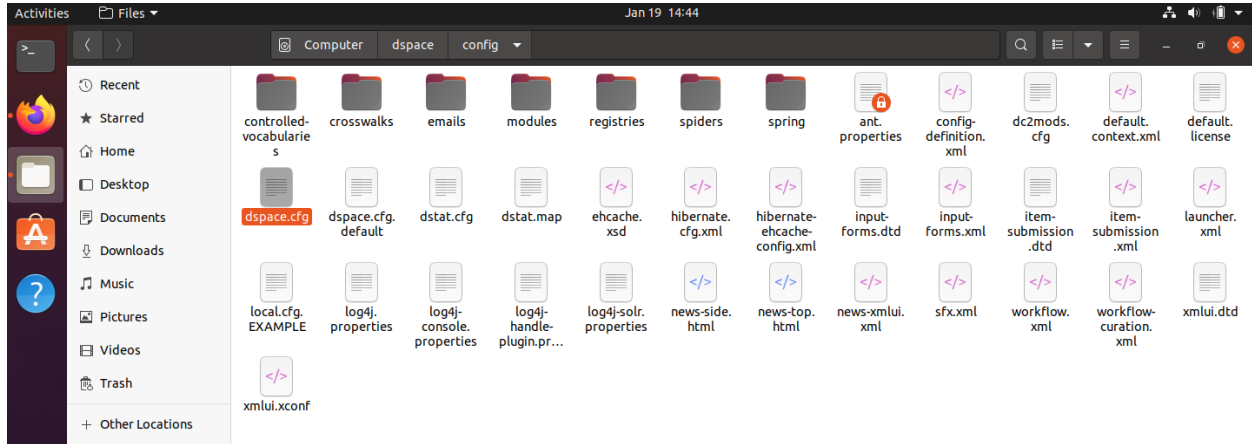 Activities
Files
Jan 19 14:44
Computer
dspace
config
Recent
Starred
Home
Desktop
Documents
Downloads
Music
Pictures
Videos
Trash
+ Other Locations
controlled-
vocabularie
s
crosswalks
emails
modules
registries
spiders
spring
ant.
properties
config-
definition.
xml
dc2mods.
cfg
default.
context.xml
default.
license
dspace.cfg
dspace.cfg.
default
dstat.cfg
dstat.map
ehcache.
xsd
hibernate.
cfg.xml
hibernate-
ehcache-
config.xml
input-
forms.dtd
input-
forms.xml
item-
submission
.dtd
item-
submission
.xml
launcher.
xml
local.cfg.
EXAMPLE
log4j.
properties
log4j-
console.
properties
log4j-
handle-
plugin.pr...
log4j-solr.
properties
news-side.
html
news-top.
html
news-xmlui.
xml
sfx.xml
workflow.
xml
workflow-
curation.
xml
xmlui.dtd
xmlui.xconf